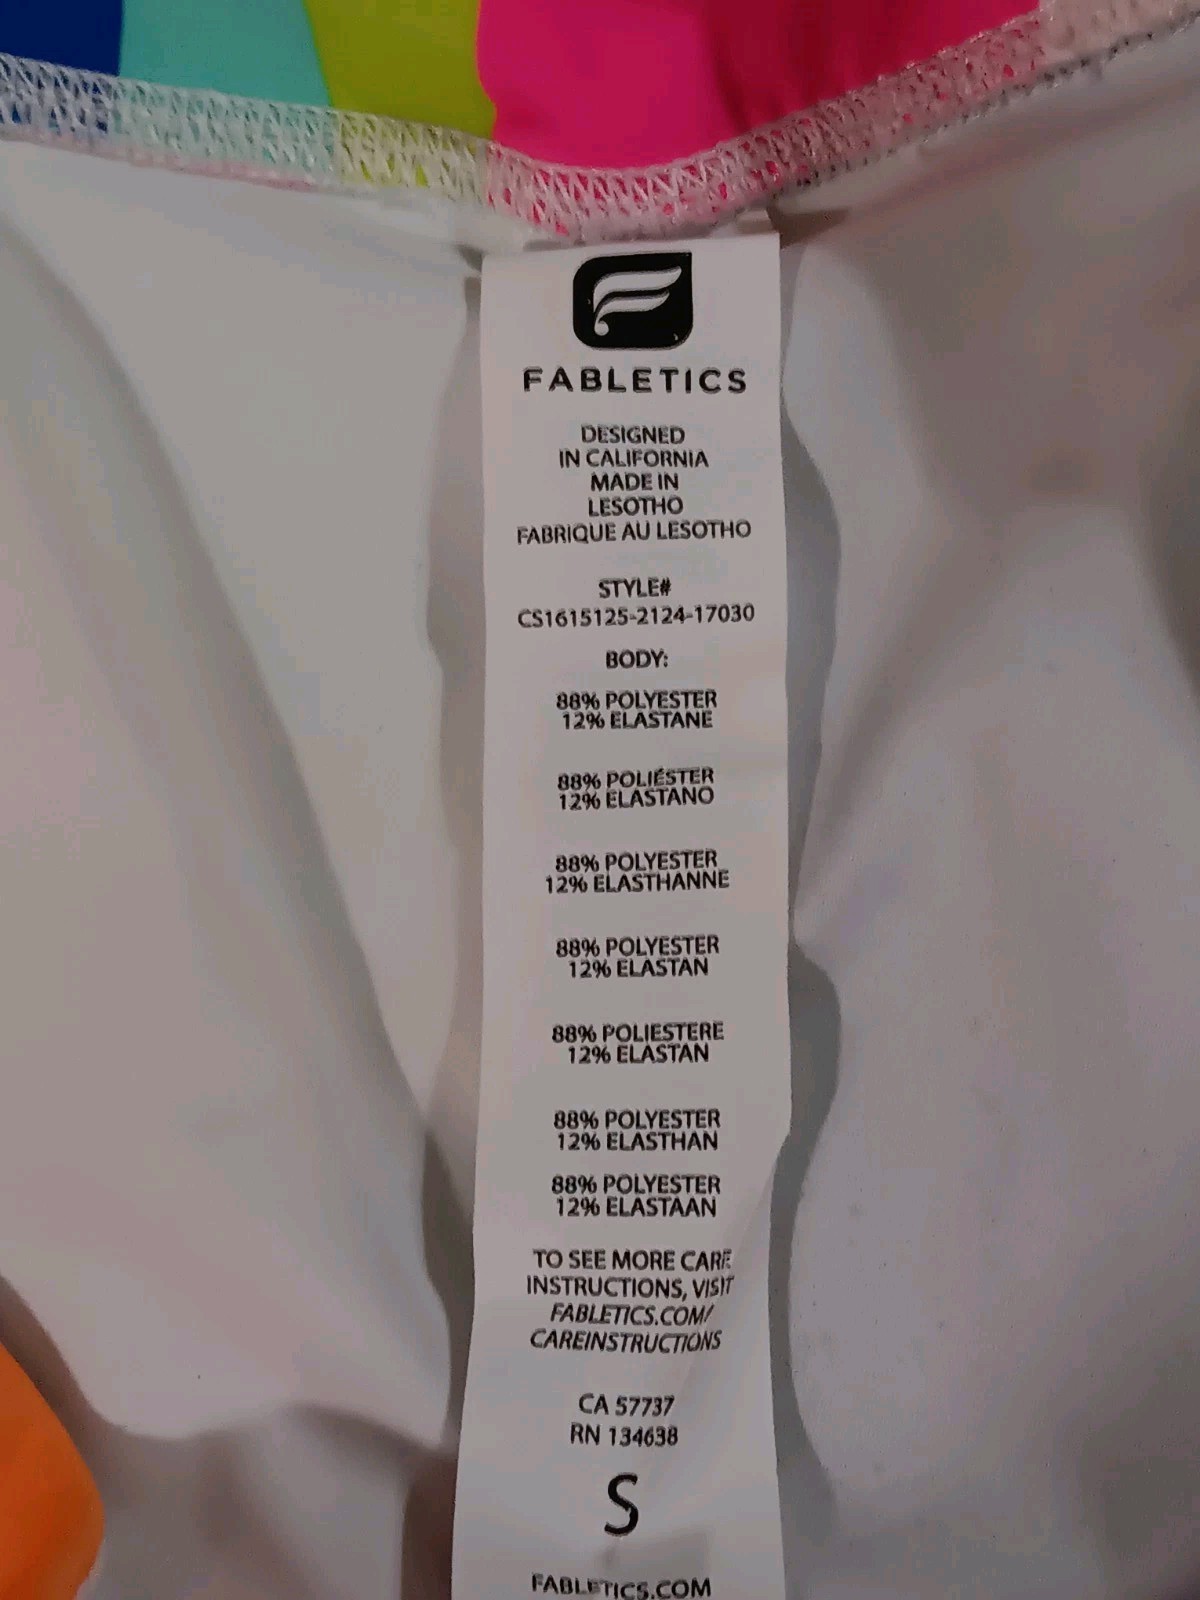 FABLETICS
DESIGNED
IN CALIFORNIA
MADE IN
LESOTHO
FABRIQUE AU LESOTHO
STYLE#
CS1615125-2124-17030
BODY:
88% POLYESTER
12% ELASTANE
88% POLIÉSTER
12% ELASTANO
88% POLYESTER
12% ELASTHANNE
88% POLYESTER
12% ELASTAN
88% POLIESTERE
12% ELASTAN
88% POLYESTER
12% ELASTHAN
88% POLYESTER
12% ELASTAAN
TO SEE MORE CARE
INSTRUCTIONS, VISIT
FABLETICS.COM/
CAREINSTRUCTIONS
CA 57737
RN 134638
S
FABLETICS.COM